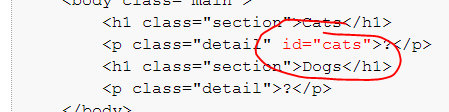 <body class="main">
<h1 class="section">Cats</h1>
<p class="detail" id="cats">?</p>
<h1 class="section">Dogs</h1>
<p class="detail">?</p>
</body>